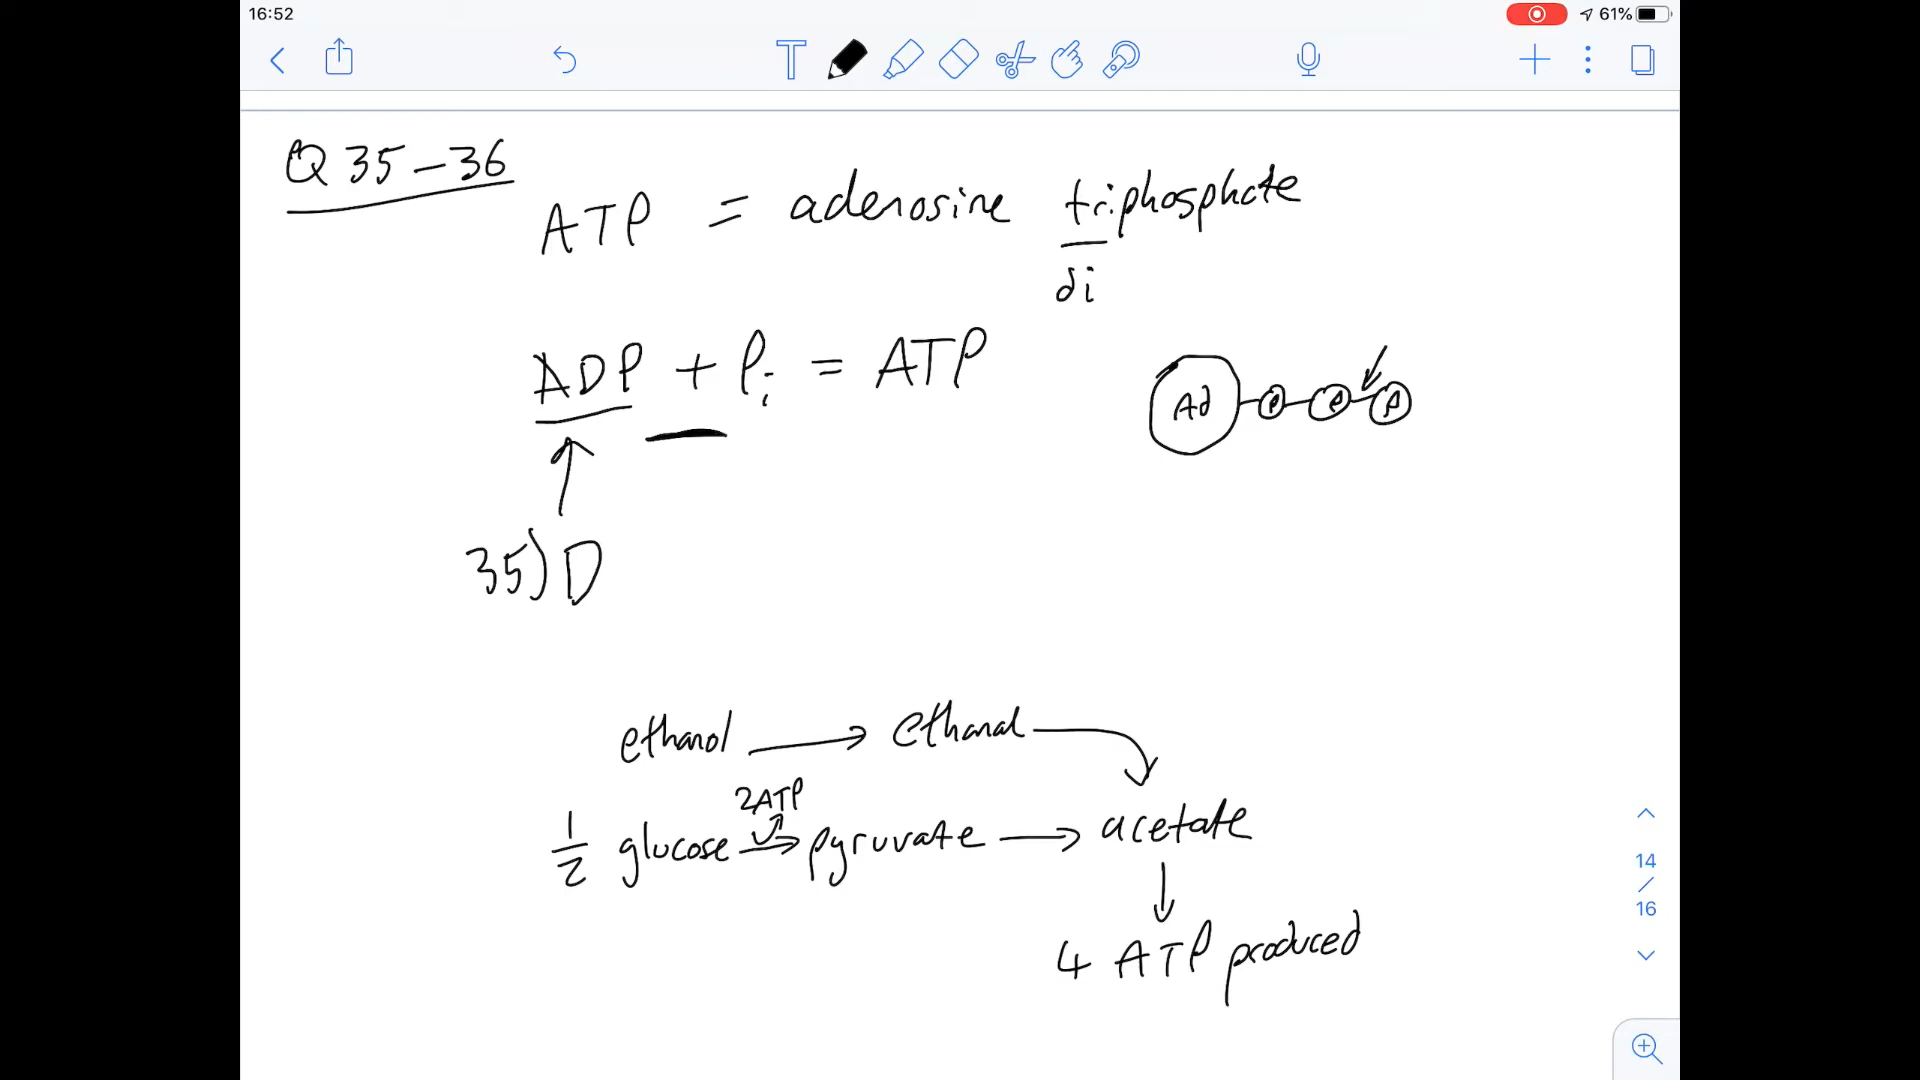 16:52
61%
Q 35-36
ATP = adenosine triphosphate
di
ADP + Pi = ATP
Ad P P P
35) D
ethanol → ethanal
2ATP
1/2 glucose → pyruvate → acetate
4 ATP produced
14
/
16